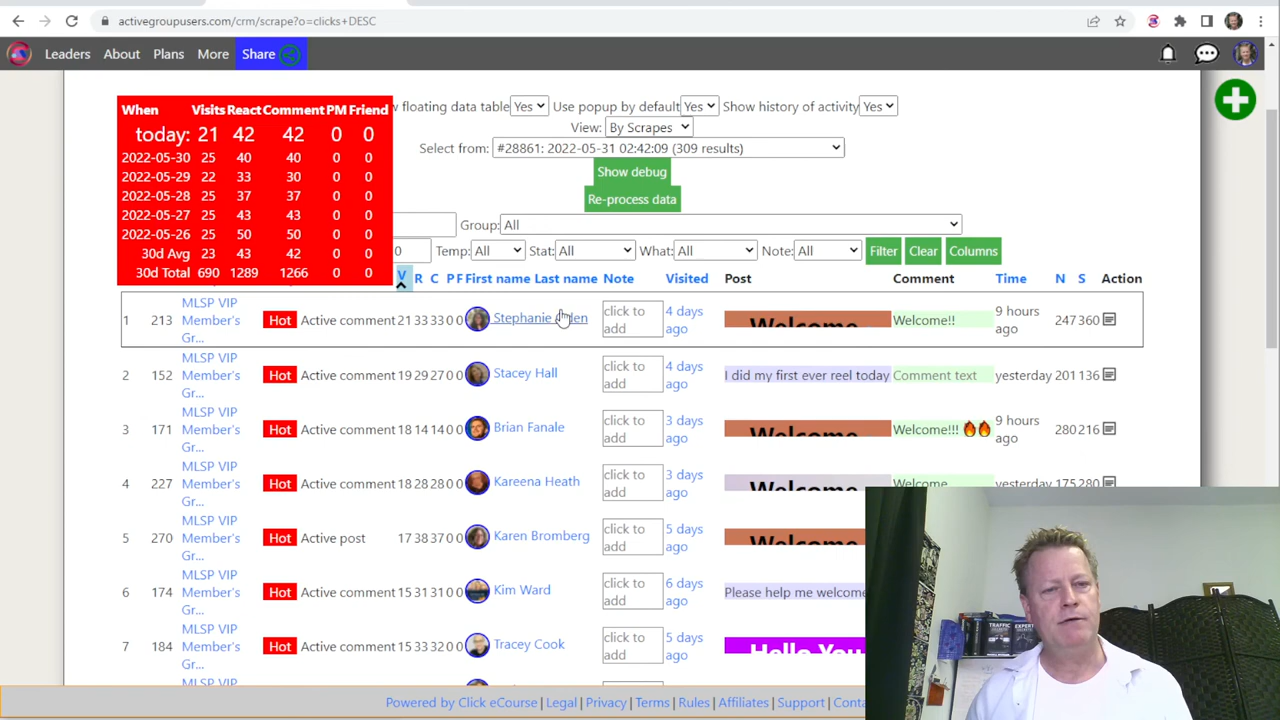 activegroupusers.com/crm/scrape?o=clicks+DESC
Leaders About Plans More Share
When Visits React Comment PM Friend
today: 21 42 42 0 0
2022-05-30 25 40 40 0 0
2022-05-29 22 33 30 0 0
2022-05-28 25 37 37 0 0
2022-05-27 25 43 43 0 0
2022-05-26 25 50 50 0 0
30d Avg 23 43 42 0 0
30d Total 690 1289 1266 0 0
floating data table Yes Use popup by default Yes Show history of activity Yes
View: By Scrapes
Select from: #28861: 2022-05-31 02:42:09 (309 results)
Show debug
Re-process data
Group: All
0 Temp: All Stat: All What: All Note: All Filter Clear Columns
V R C P F First name Last name Note Visited Post Comment Time N S Action
1 213 MLSP VIP Member's Gr... Hot Active comment 21 33 33 0 0 Stephanie click to add 4 days ago Welcome Welcome!! 9 hours ago 247 360
2 152 MLSP VIP Member's Gr... Hot Active comment 19 29 27 0 0 Stacey Hall click to add 4 days ago I did my first ever reel today Comment text yesterday 201 136
3 171 MLSP VIP Member's Gr... Hot Active comment 18 14 14 0 0 Brian Fanale click to add 3 days ago Welcome Welcome!!! 🔥🔥 9 hours ago 280 216
4 227 MLSP VIP Member's Gr... Hot Active comment 18 28 28 0 0 Kareena Heath click to add 3 days ago Welcome Welcome yesterday 175 280
5 270 MLSP VIP Member's Gr... Hot Active post 17 38 37 0 0 Karen Bromberg click to add 5 days ago Welcome
6 174 MLSP VIP Member's Gr... Hot Active comment 15 31 31 0 0 Kim Ward click to add 6 days ago Please help me welcome
7 184 MLSP VIP Member's Gr... Hot Active comment 15 33 32 0 0 Tracey Cook click to add 5 days ago Hello You
MLSP VIP
Powered by Click eCourse | Legal | Privacy | Terms | Rules | Affiliates | Support | Conta
TRAFFIC EXPERT